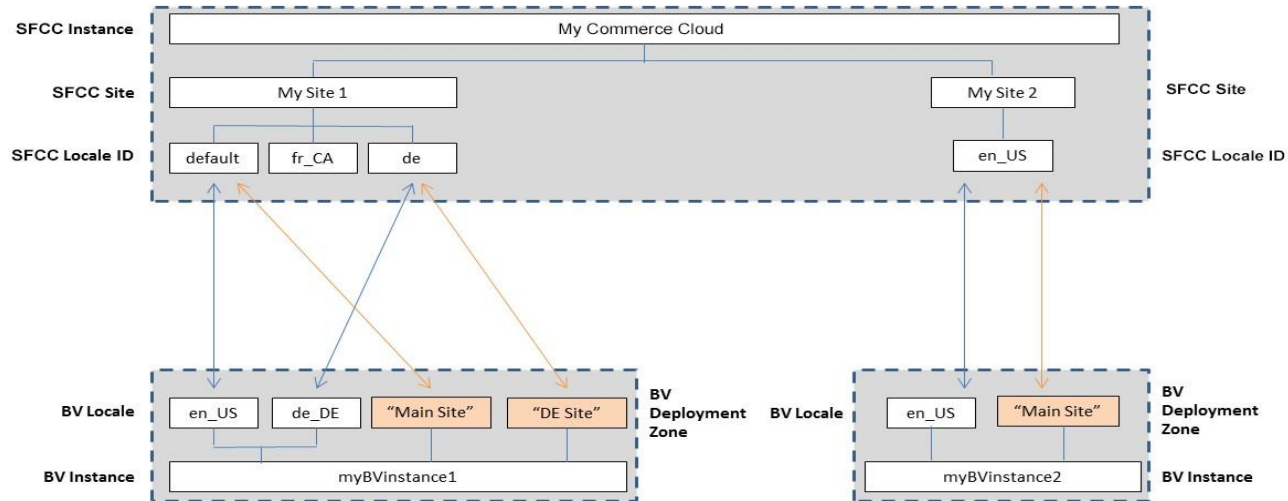 SFCC Instance
My Commerce Cloud
SFCC Site
My Site 1
My Site 2
SFCC Site
SFCC Locale ID
default
fr_CA
de
en_US
SFCC Locale ID
BV Locale
en_US
de_DE
“Main Site”
“DE Site”
BV
Deployment
Zone
BV Locale
en_US
“Main Site”
BV
Deployment
Zone
BV Instance
myBVinstance1
myBVinstance2
BV Instance